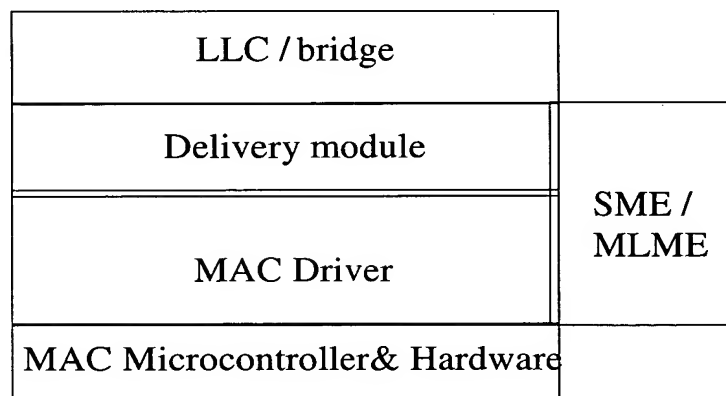 LLC / bridge
Delivery module
SME /
MLME
MAC Driver
MAC Microcontroller& Hardware